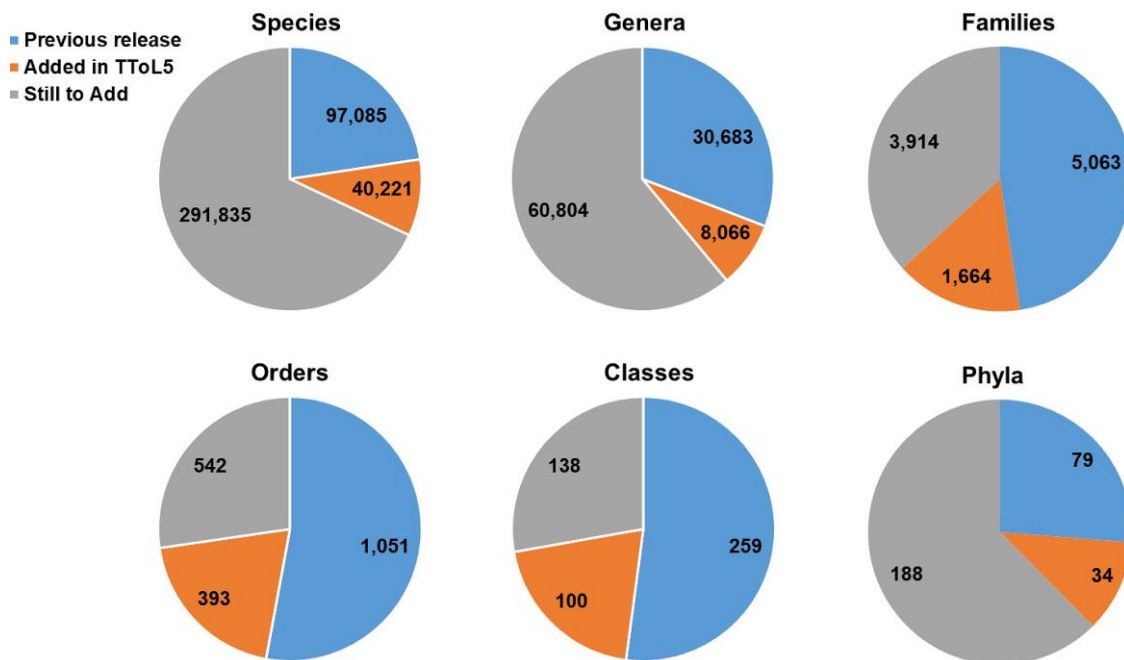 Species
Genera
Families
Previous release
Added in TToL5
Still to Add
97,085
40,221
291,835
30,683
8,066
60,804
5,063
1,664
3,914
Orders
Classes
Phyla
1,051
393
542
259
100
138
79
34
188